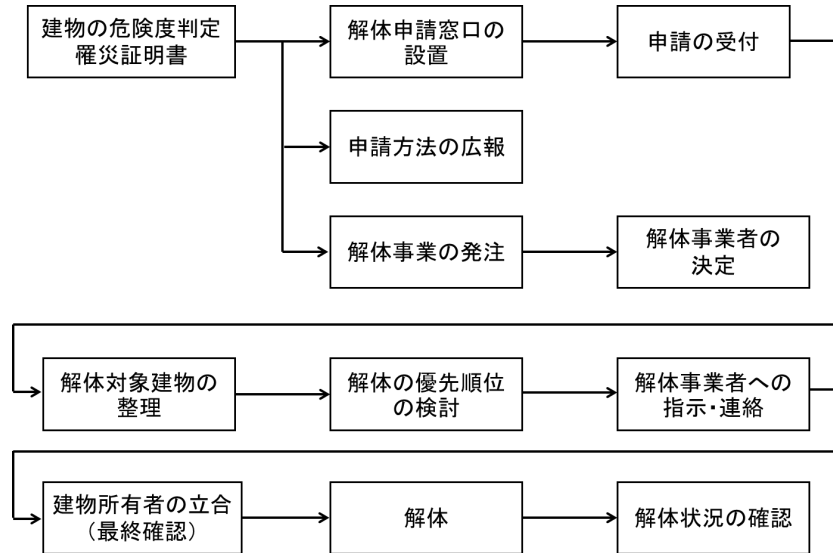 建物の危険度判定
罹災証明書
解体申請窓口の
設置
申請の受付
申請方法の広報
解体事業の発注
解体事業者の
決定
解体対象建物の
整理
解体の優先順位
の検討
解体事業者への
指示・連絡
建物所有者の立合
（最終確認）
解体
解体状況の確認